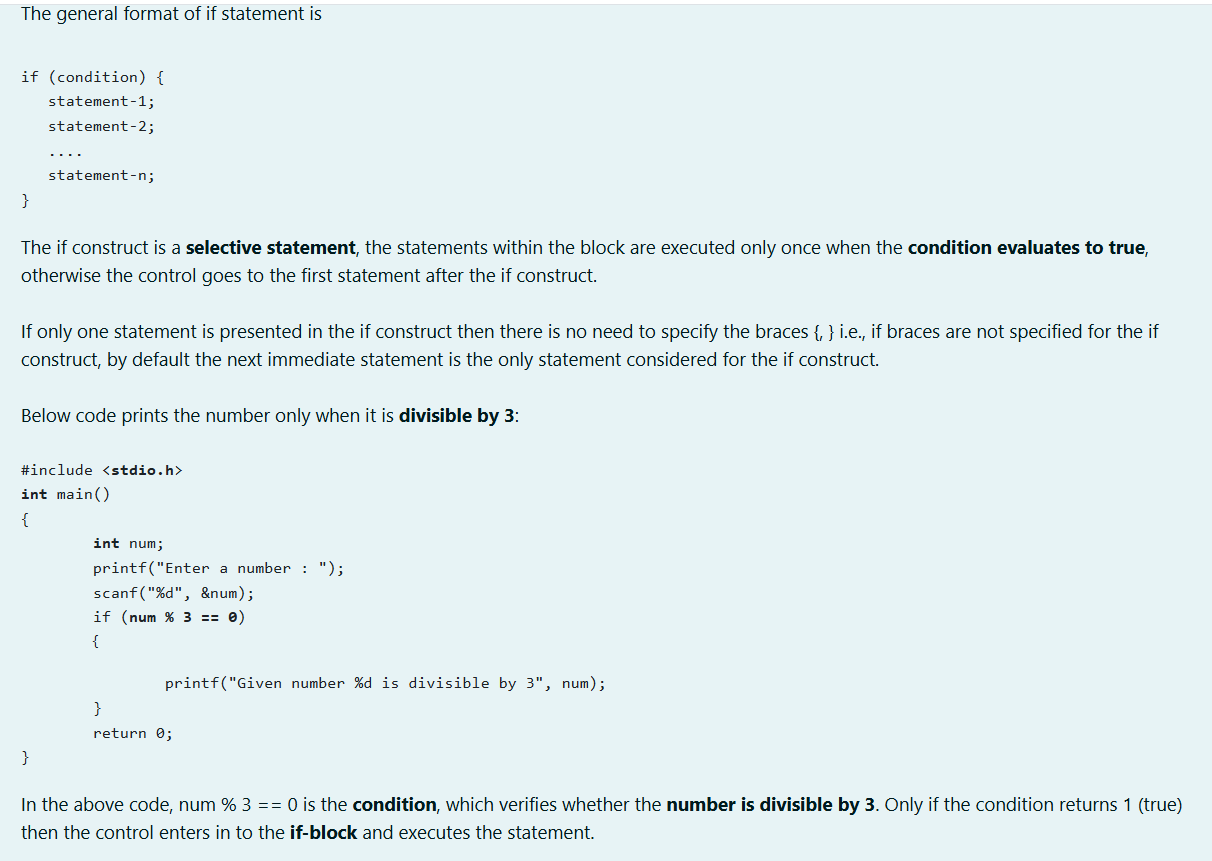 The general format of if statement is
if (condition) {
statement-1;
statement-2;
....
statement-n;
}
The if construct is a selective statement, the statements within the block are executed only once when the condition evaluates to true,
otherwise the control goes to the first statement after the if construct.
If only one statement is presented in the if construct then there is no need to specify the braces {, } i.e., if braces are not specified for the if
construct, by default the next immediate statement is the only statement considered for the if construct.
Below code prints the number only when it is divisible by 3:
#include <stdio.h>
int main()
{
int num;
printf("Enter a number : ");
scanf("%d", &num);
if (num % 3 == 0)
{
printf("Given number %d is divisible by 3", num);
}
return 0;
}
In the above code, num % 3 == 0 is the condition, which verifies whether the number is divisible by 3. Only if the condition returns 1 (true)
then the control enters in to the if-block and executes the statement.